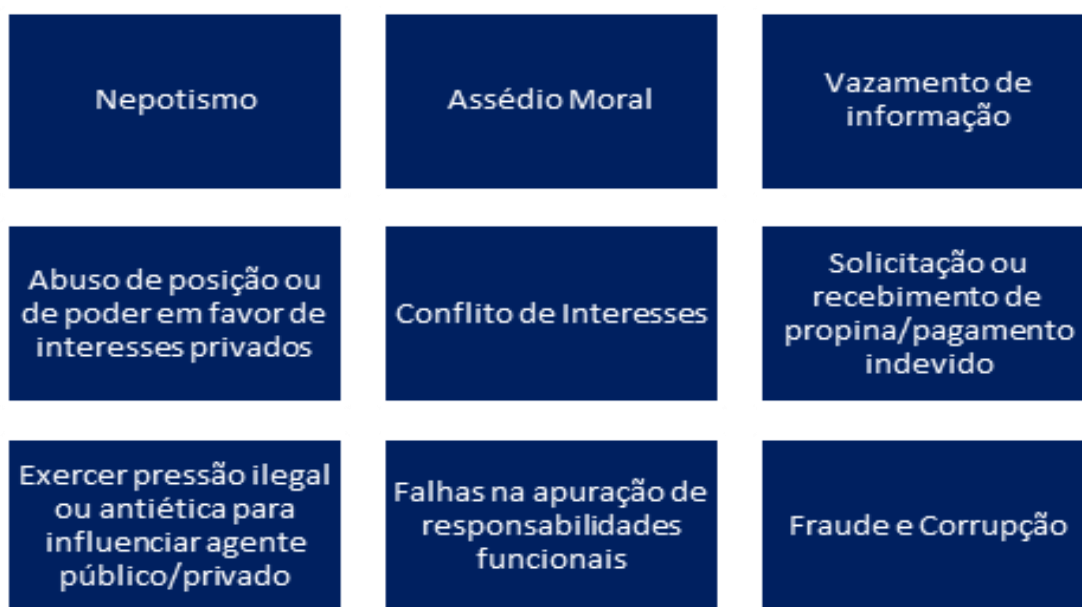 Nepotismo
Assédio Moral
Vazamento de
informação
Abuso de posição ou
de poder em favor de
interesses privados
Conflito de Interesses
Solicitação ou
recebimento de
propina/pagamento
indevido
Exercer pressão ilegal
ou antiética para
influenciar agente
público/privado
Falhas na apuração de
responsabilidades
funcionais
Fraude e Corrupção